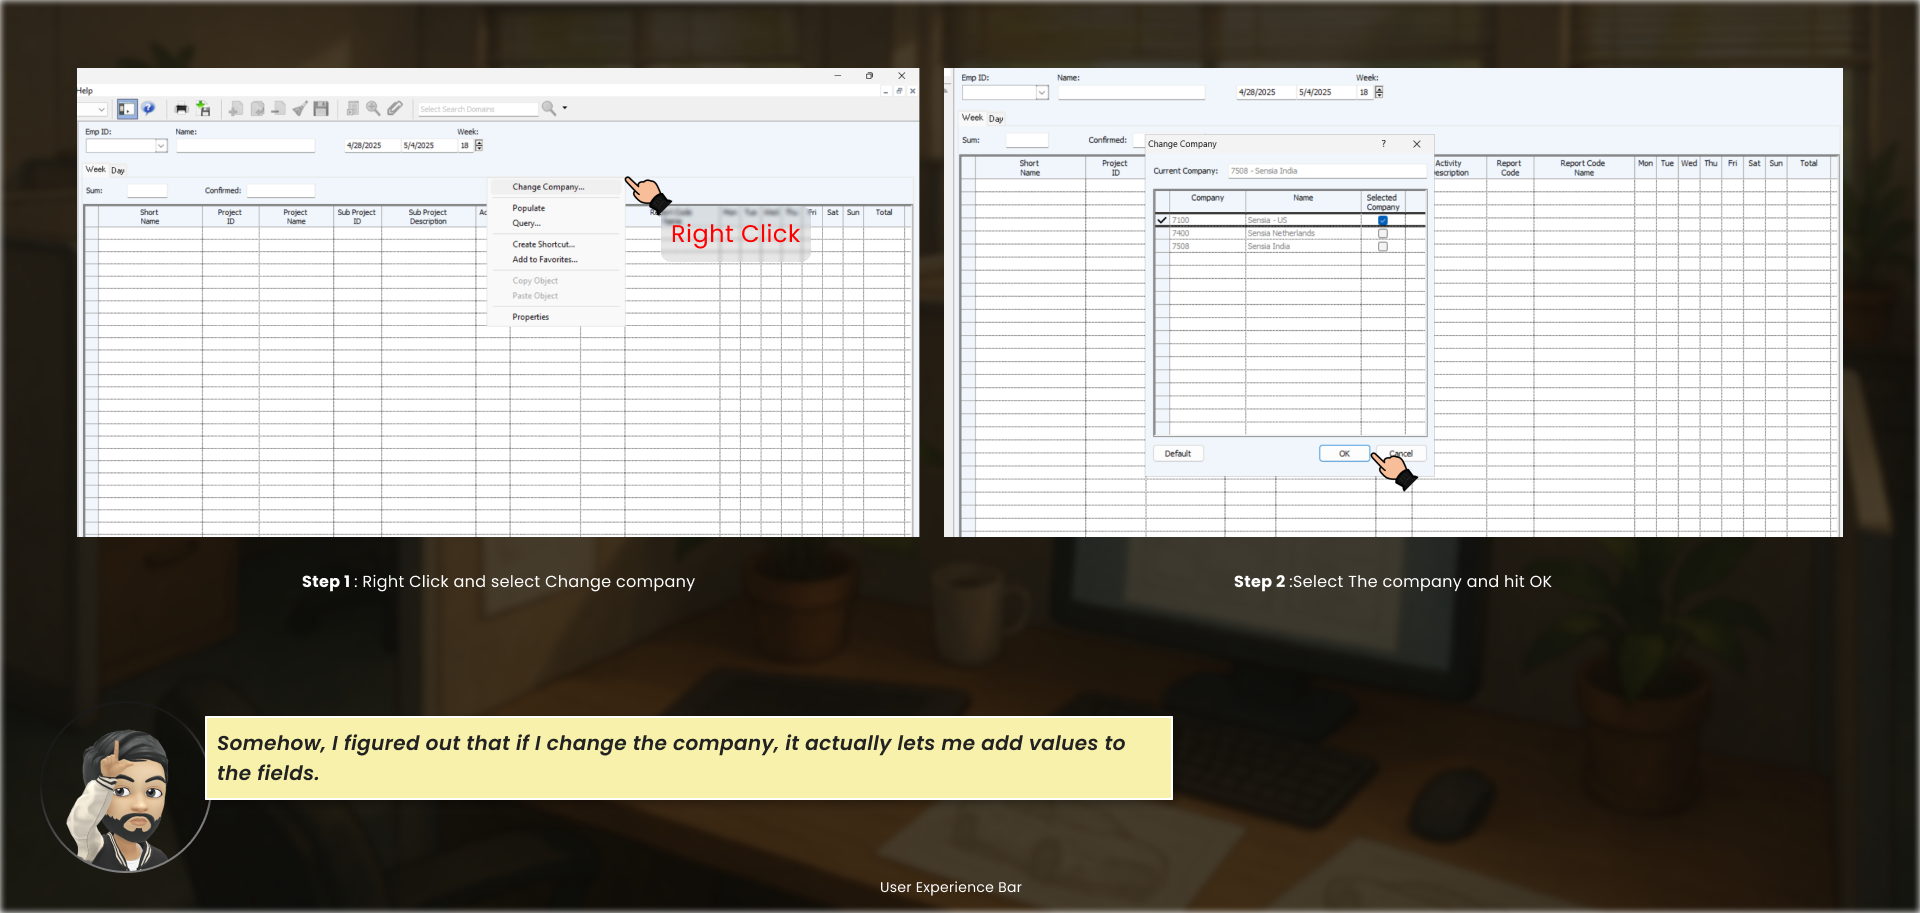 Help
Select Search Domains
Emp ID:
Name:
Week:
4/28/2025
5/4/2025
18
Week
Day
Sum:
Confirmed:
Short Name
Project ID
Project Name
Sub Project ID
Sub Project Description
Fri
Sat
Sun
Total
Change Company...
Populate
Query...
Create Shortcut...
Add to Favorites...
Copy Object
Paste Object
Properties
Right Click
Emp ID:
Name:
Week:
4/28/2025
5/4/2025
18
Week
Day
Sum:
Confirmed:
Short Name
Project ID
Activity
Report Code
Report Code Name
Mon
Tue
Wed
Thu
Fri
Sat
Sun
Total
Change Company
?
Current Company:
7508 - Sensia India
Company
Name
Selected Company
7100
Sensia - US
7400
Sensia Netherlands
7508
Sensia India
Default
OK
Cancel
Step 1 : Right Click and select Change company
Step 2 :Select The company and hit OK
Somehow, I figured out that if I change the company, it actually lets me add values to
the fields.
User Experience Bar